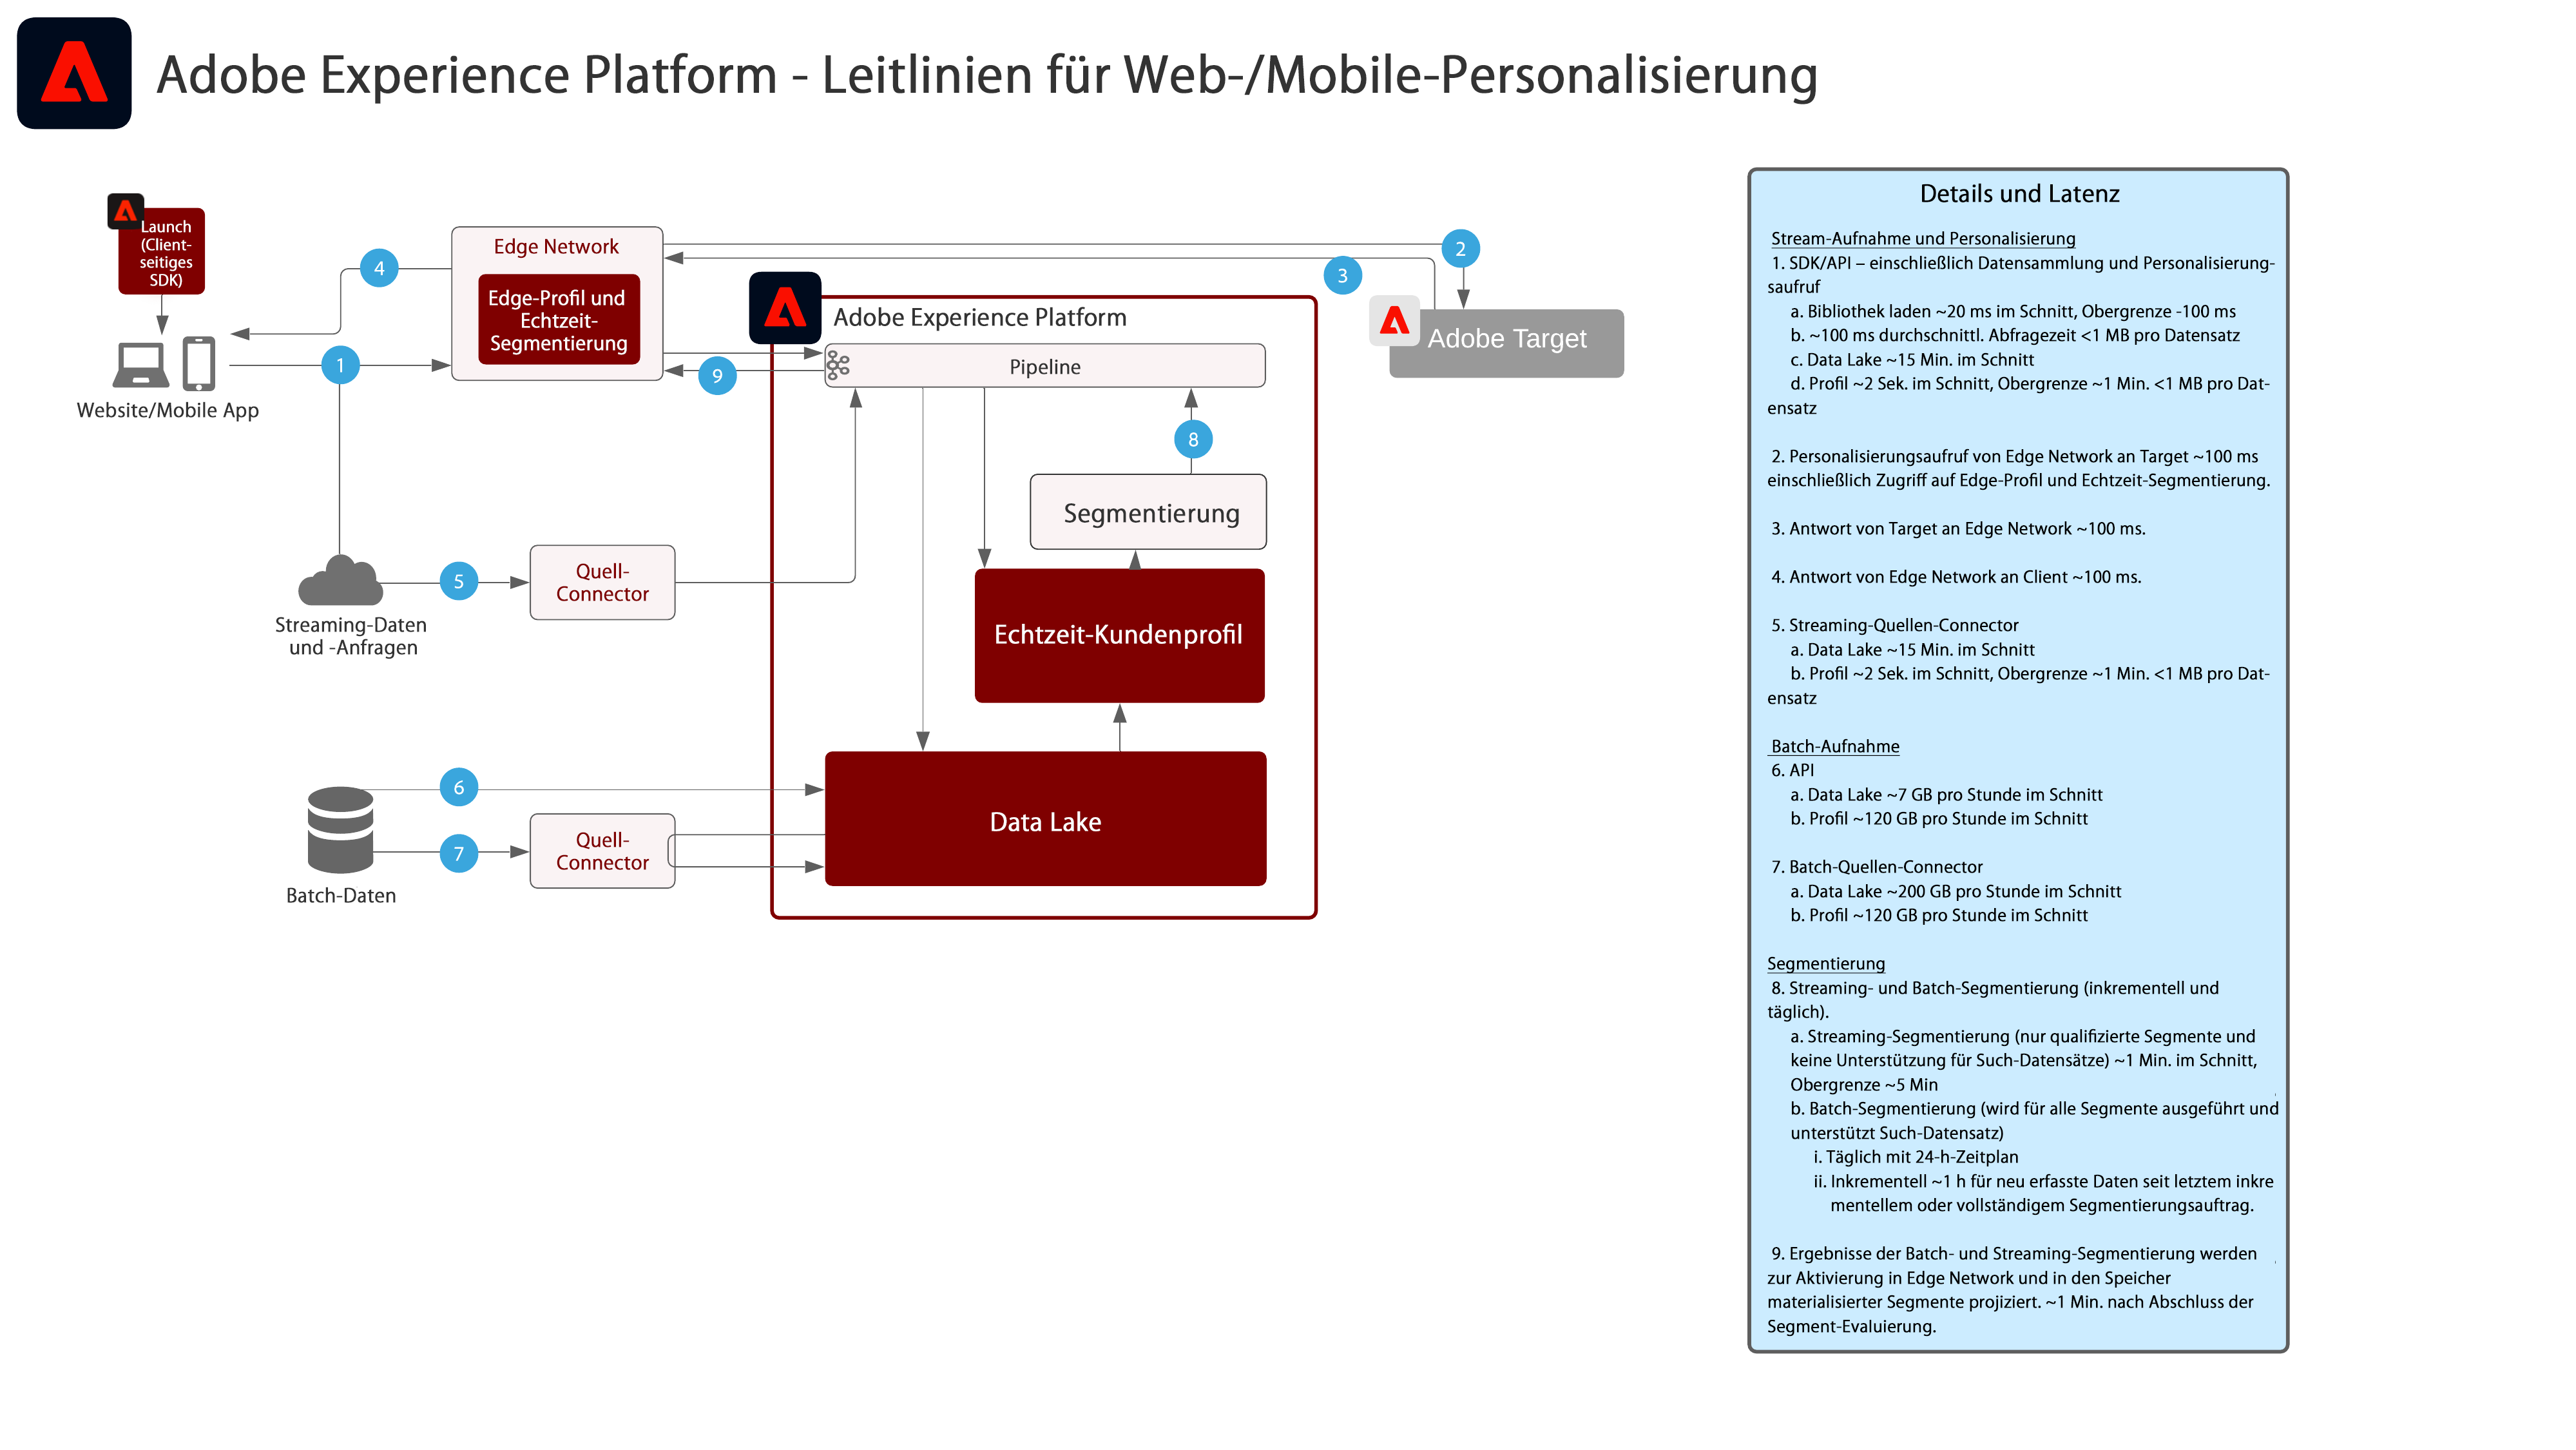 Adobe Experience Platform - Leitlinien für Web-/Mobile-Personalisierung
Launch
(Client-
seitiges
SDK)
Website/Mobile App
4
1
Edge Network
Edge-Profil und
Echtzeit-
Segmentierung
2
3
9
Adobe Target
Adobe Experience Platform
Pipeline
8
Segmentierung
Echtzeit-Kundenprofil
Data Lake
Streaming-Daten
und -Anfragen
5
Quell-
Connector
Batch-Daten
6
7
Quell-
Connector
Details und Latenz
Stream-Aufnahme und Personalisierung
1. SDK/API – einschließlich Datensammlung und Personalisierung-
saufruf
a. Bibliothek laden ~20 ms im Schnitt, Obergrenze -100 ms
b. ~100 ms durchschnittl. Abfragezeit <1 MB pro Datensatz
c. Data Lake ~15 Min. im Schnitt
d. Profil ~2 Sek. im Schnitt, Obergrenze ~1 Min. <1 MB pro Dat-
ensatz
2. Personalisierungsaufruf von Edge Network an Target ~100 ms
einschließlich Zugriff auf Edge-Profil und Echtzeit-Segmentierung.
3. Antwort von Target an Edge Network ~100 ms.
4. Antwort von Edge Network an Client ~100 ms.
5. Streaming-Quellen-Connector
a. Data Lake ~15 Min. im Schnitt
b. Profil ~2 Sek. im Schnitt, Obergrenze ~1 Min. <1 MB pro Dat-
ensatz
Batch-Aufnahme
6. API
a. Data Lake ~7 GB pro Stunde im Schnitt
b. Profil ~120 GB pro Stunde im Schnitt
7. Batch-Quellen-Connector
a. Data Lake ~200 GB pro Stunde im Schnitt
b. Profil ~120 GB pro Stunde im Schnitt
Segmentierung
8. Streaming- und Batch-Segmentierung (inkrementell und
täglich).
a. Streaming-Segmentierung (nur qualifizierte Segmente und
keine Unterstützung für Such-Datensätze) ~1 Min. im Schnitt,
Obergrenze ~5 Min
b. Batch-Segmentierung (wird für alle Segmente ausgeführt und
unterstützt Such-Datensatz)
i. Täglich mit 24-h-Zeitplan
ii. Inkrementell ~1 h für neu erfasste Daten seit letztem inkre
mentellem oder vollständigem Segmentierungsauftrag.
9. Ergebnisse der Batch- und Streaming-Segmentierung werden
zur Aktivierung in Edge Network und in den Speicher
materialisierter Segmente projiziert. ~1 Min. nach Abschluss der
Segment-Evaluierung.